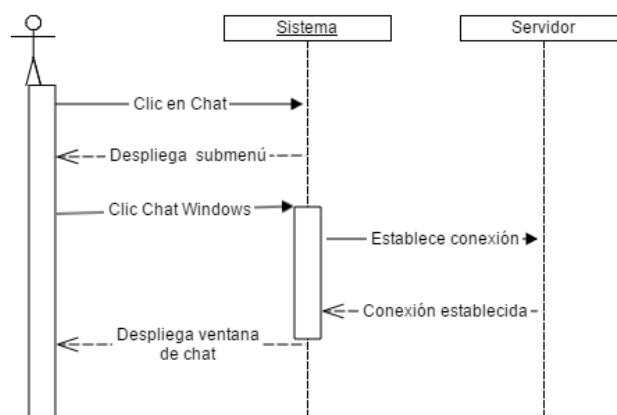 Sistema
Servidor
Clic en Chat
Despliega submenú
Clic Chat Windows
Establece conexión
Conexión establecida
Despliega ventana
de chat